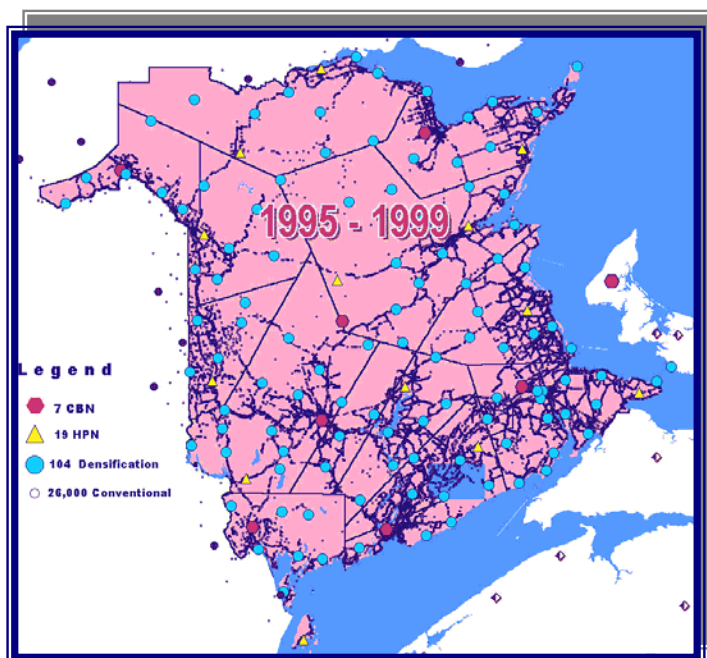 1995 - 1999
Legend
7 CBN
19 HPN
104 Densification
26,000 Conventional